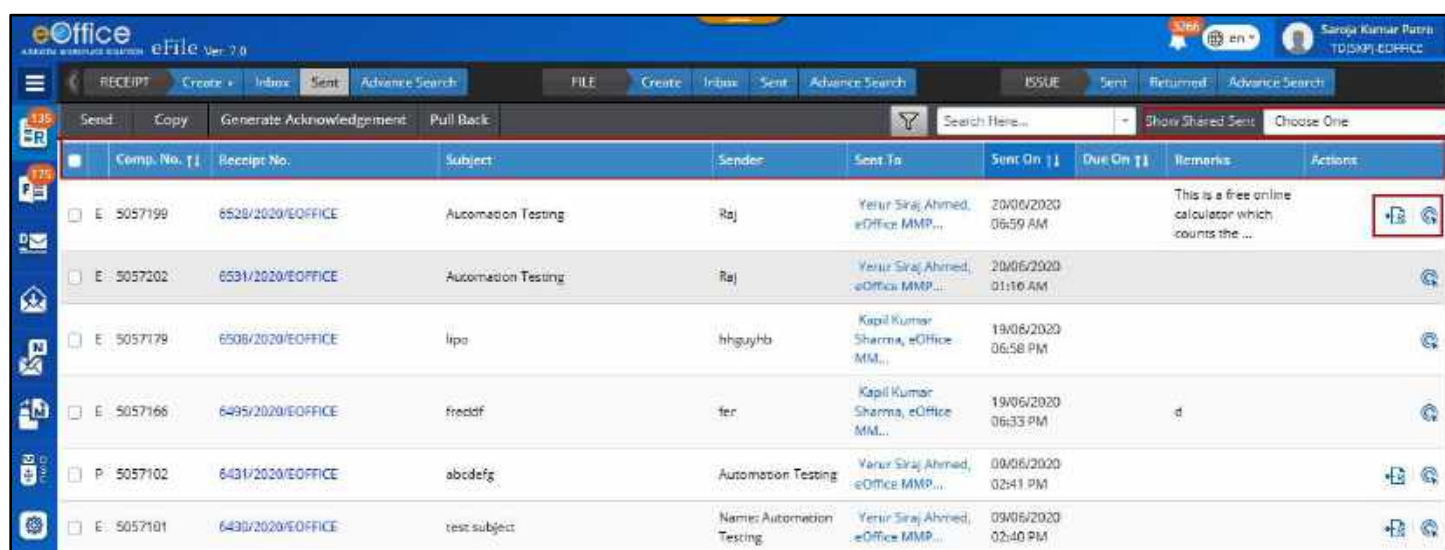 eOffice
eFile Ver 7.0
3266
en
Saroja Kumar Patro
TD(SKP)-EOFFICE
RECEIPT Create Inbox Sent Advance Search FILE Create Inbox Sent Advance Search ISSUE Sent Returned Advance Search
135
Send Copy Generate Acknowledgement Pull Back Search Here... Show Shared Sent Choose One
Comp. No. Receipt No. Subject Sender Sent To Sent On Due On Remarks Actions
175
E 5057199 6528/2020/EOFFICE Automation Testing Raj Yerur Siraj Ahmed, eOffice MMP... 20/06/2020 06:59 AM This is a free online calculator which counts the ...
E 5057202 6531/2020/EOFFICE Automation Testing Raj Yerur Siraj Ahmed, eOffice MMP... 20/06/2020 01:16 AM
E 5057179 6508/2020/EOFFICE lipo hhguyhb Kapil Kumar Sharma, eOffice MM... 19/06/2020 06:58 PM
E 5057166 6495/2020/EOFFICE freddf fer Kapil Kumar Sharma, eOffice MM... 19/06/2020 06:33 PM d
P 5057102 6431/2020/EOFFICE abcdefg Automation Testing Yerur Siraj Ahmed, eOffice MMP... 09/06/2020 02:41 PM
E 5057101 6430/2020/EOFFICE test subject Name: Automation Testing Yerur Siraj Ahmed, eOffice MMP... 09/06/2020 02:40 PM